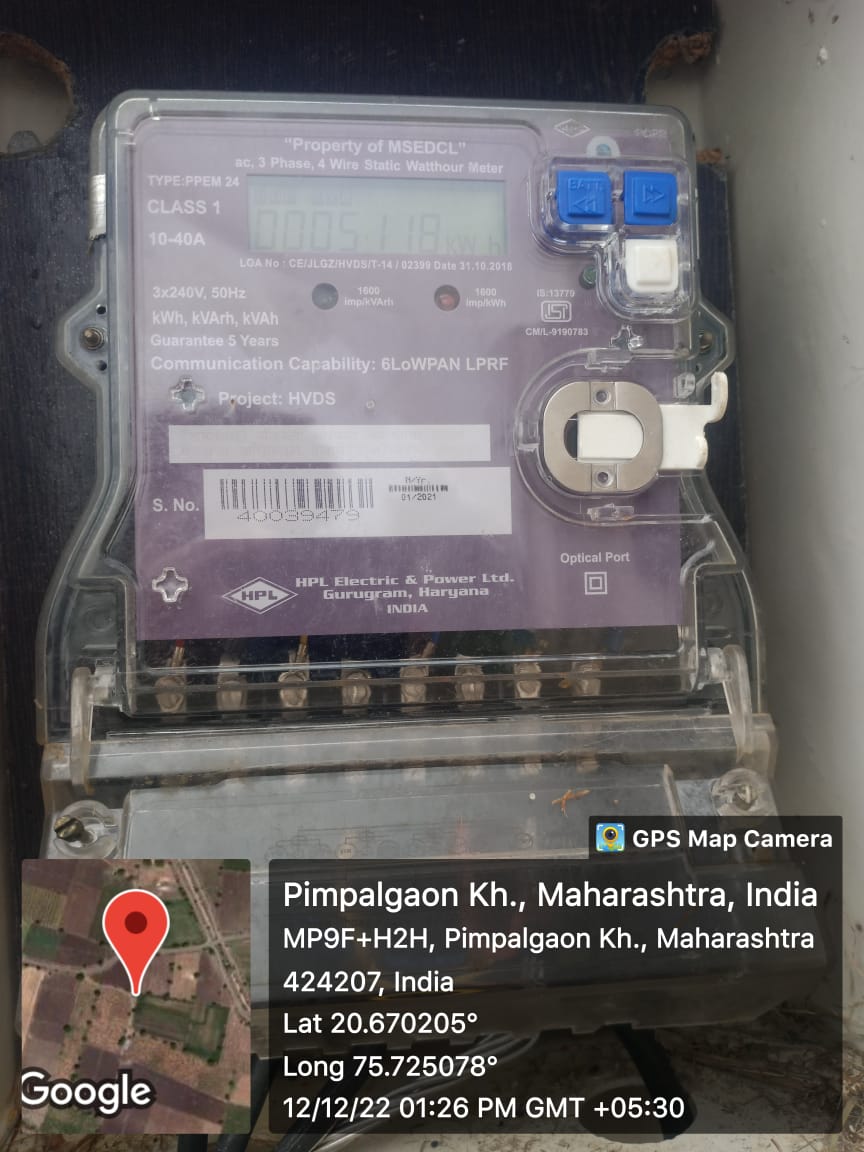 "Property of MSEDCL"
ac, 3 Phase, 4 Wire Static Watthour Meter
TYPE:PPEM 24
CLASS 1
10-40A
BATT
0005118 kW h
LOA No : CE/JLGZ/HVDS/T-14 / 02399 Date 31.10.2018
3x240V, 50Hz
1600
imp/kVArh
1600
imp/kWh
IS:13779
ISI
CM/L-9190783
kWh, kVArh, kVAh
Guarantee 5 Years
Communication Capability: 6LoWPAN LPRF
Project: HVDS
S. No.
40039479
M/Yr.
01/2021
Optical Port
HPL
HPL Electric & Power Ltd.
Gurugram, Haryana
INDIA
GPS Map Camera
Pimpalgaon Kh., Maharashtra, India
MP9F+H2H, Pimpalgaon Kh., Maharashtra
424207, India
Lat 20.670205°
Long 75.725078°
12/12/22 01:26 PM GMT +05:30
Google